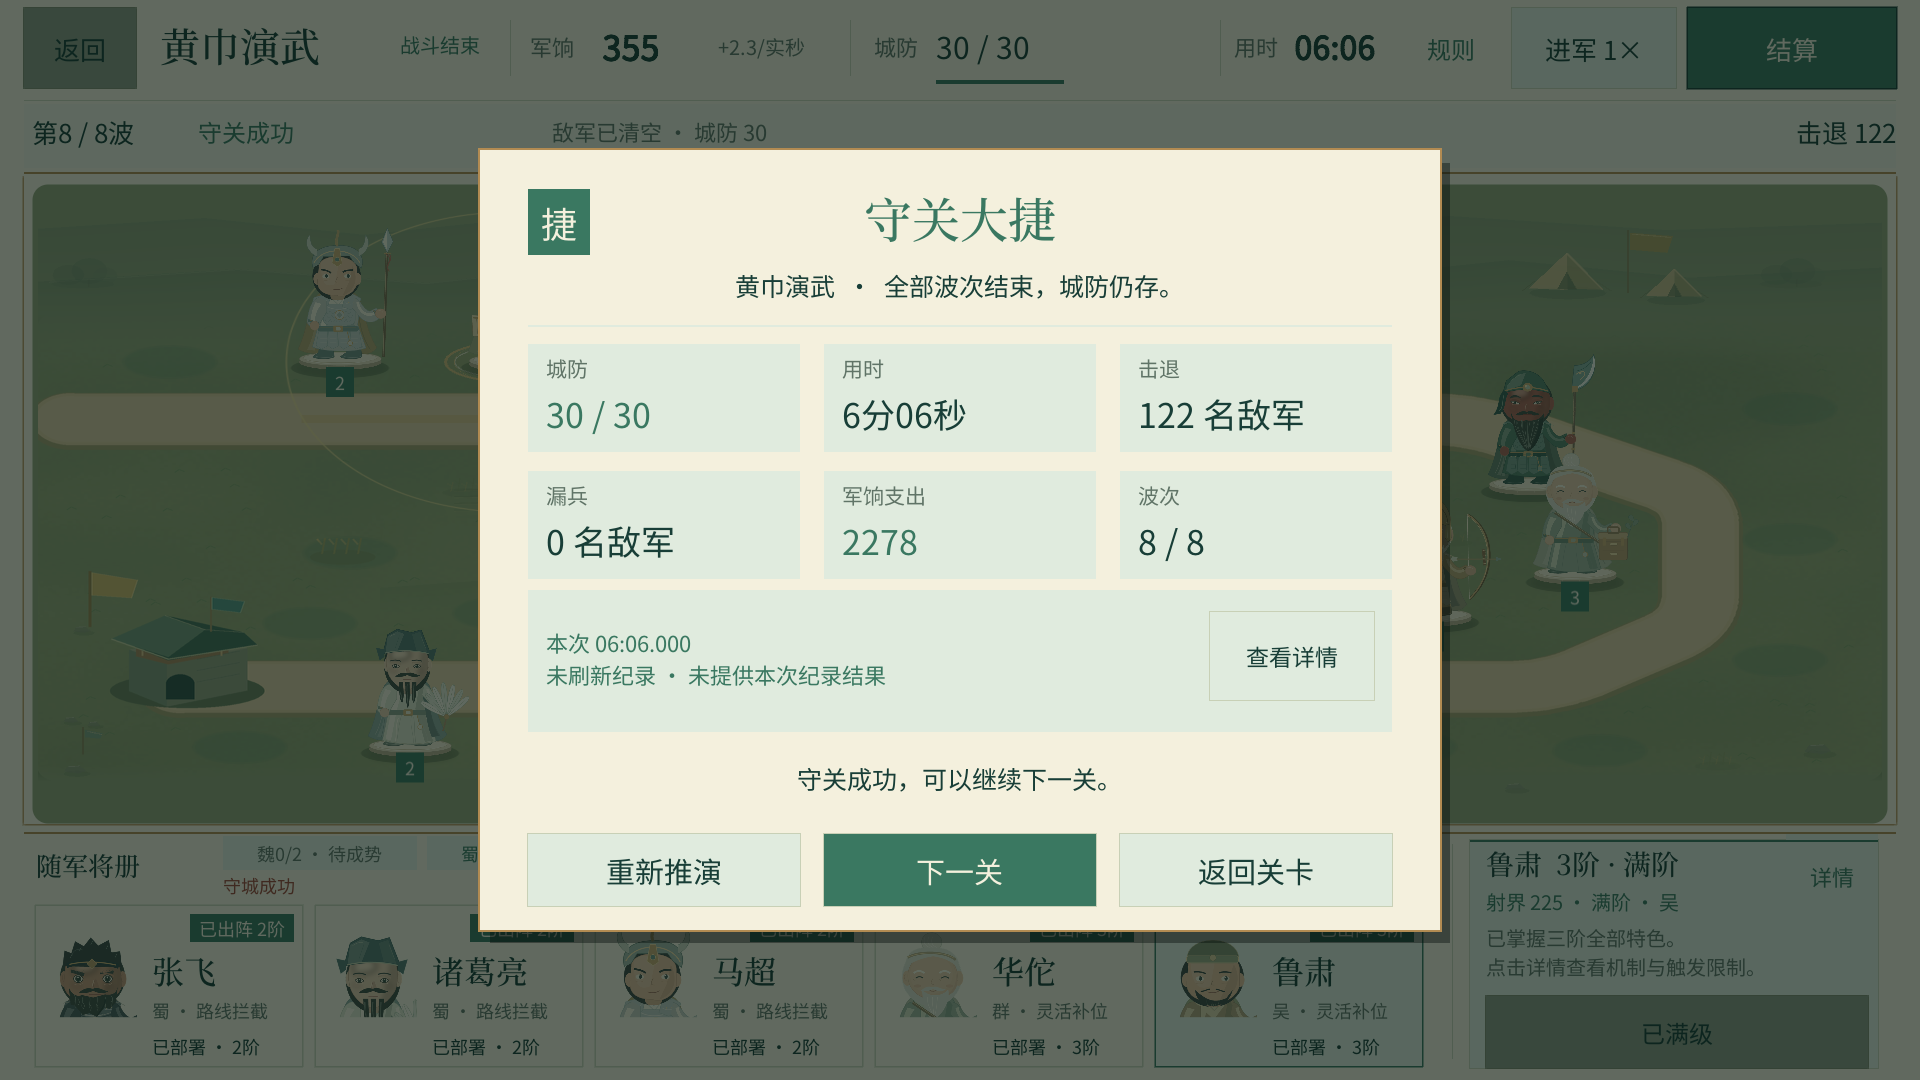 返回
黄巾演武
战斗结束
军饷 355 +2.3/实秒
城防 30 / 30
用时 06:06
规则
进军 1×
结算
第8 / 8波
守关成功
敌军已清空 · 城防 30
击退 122
捷
守关大捷
黄巾演武 · 全部波次结束，城防仍存。
城防
30 / 30
用时
6分06秒
击退
122 名敌军
漏兵
0 名敌军
军饷支出
2278
波次
8 / 8
本次 06:06.000
未刷新纪录 · 未提供本次纪录结果
查看详情
守关成功，可以继续下一关。
重新推演
下一关
返回关卡
2
2
3
随军将册
魏0/2 · 待成势
蜀
守城成功
已出阵 2阶
张飞
蜀 · 路线拦截
已部署 · 2阶
诸葛亮
蜀 · 路线拦截
已部署 · 2阶
马超
蜀 · 路线拦截
已部署 · 2阶
华佗
群 · 灵活补位
已部署 · 3阶
鲁肃
吴 · 灵活补位
已部署 · 3阶
鲁肃 3阶·满阶
详情
射界 225 · 满阶 · 吴
已掌握三阶全部特色。
点击详情查看机制与触发限制。
已满级